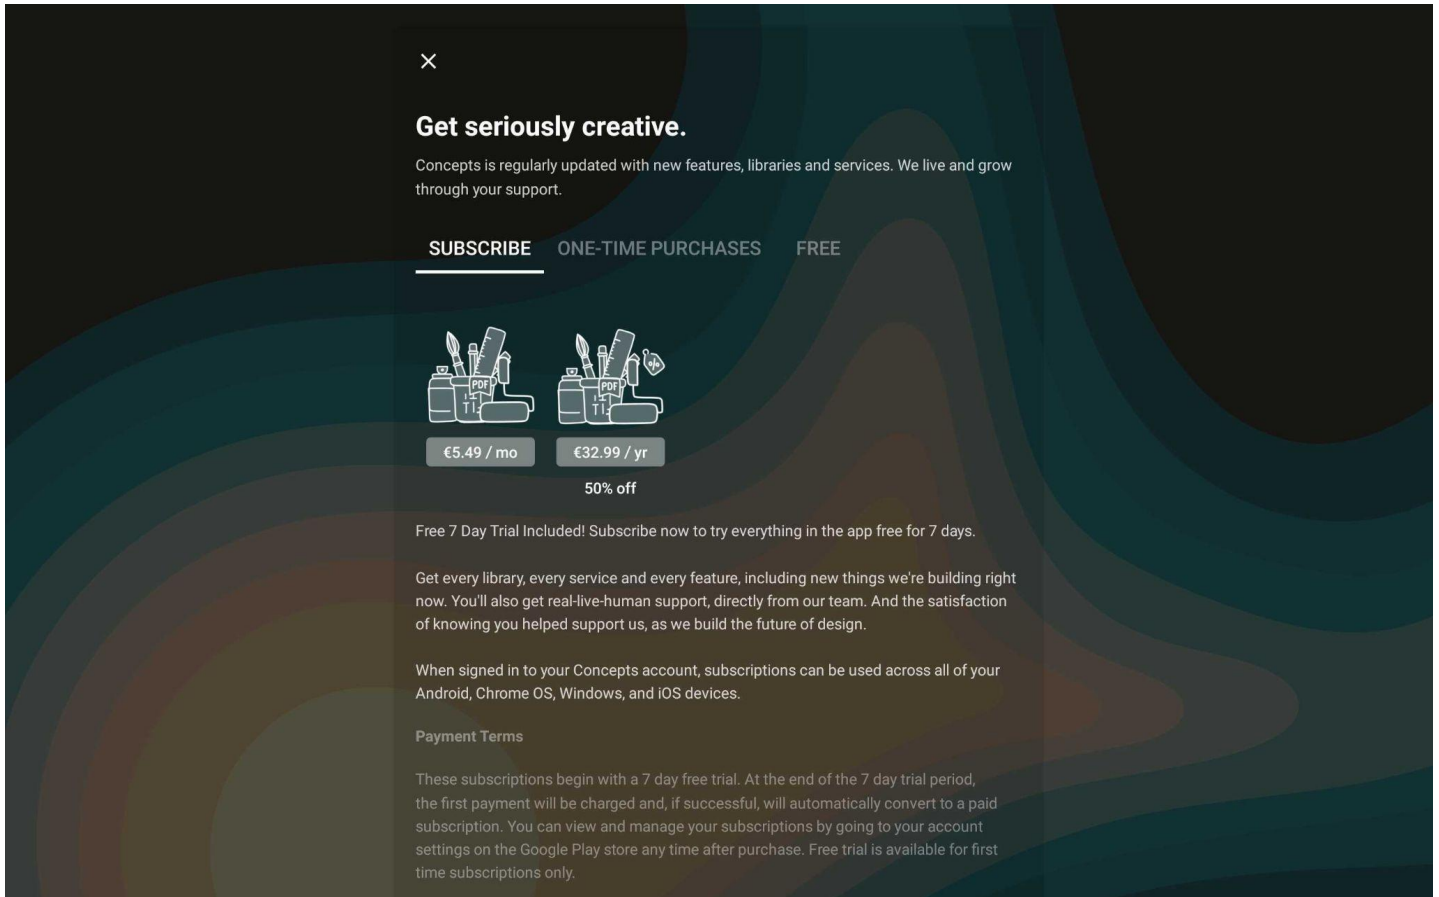 Get seriously creative.
Concepts is regularly updated with new features, libraries and services. We live and grow
through your support.
SUBSCRIBE ONE-TIME PURCHASES FREE
PDF PDF %
€5.49 / mo €32.99 / yr
50% off
Free 7 Day Trial Included! Subscribe now to try everything in the app free for 7 days.
Get every library, every service and every feature, including new things we're building right
now. You'll also get real-live-human support, directly from our team. And the satisfaction
of knowing you helped support us, as we build the future of design.
When signed in to your Concepts account, subscriptions can be used across all of your
Android, Chrome OS, Windows, and iOS devices.
Payment Terms
These subscriptions begin with a 7 day free trial. At the end of the 7 day trial period,
the first payment will be charged and, if successful, will automatically convert to a paid
subscription. You can view and manage your subscriptions by going to your account
settings on the Google Play store any time after purchase. Free trial is available for first
time subscriptions only.